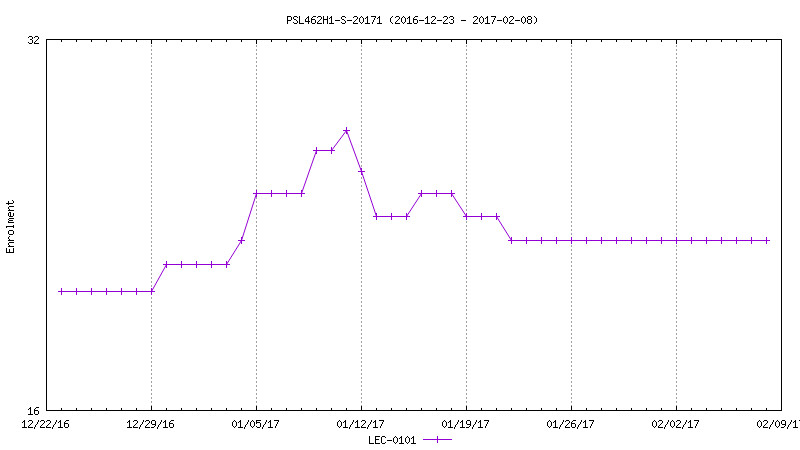 PSL462H1-S-20171 (2016-12-23 - 2017-02-08)
32
Enrolment
16
12/22/16 12/29/16 01/05/17 01/12/17 01/19/17 01/26/17 02/02/17 02/09/1
LEC-0101